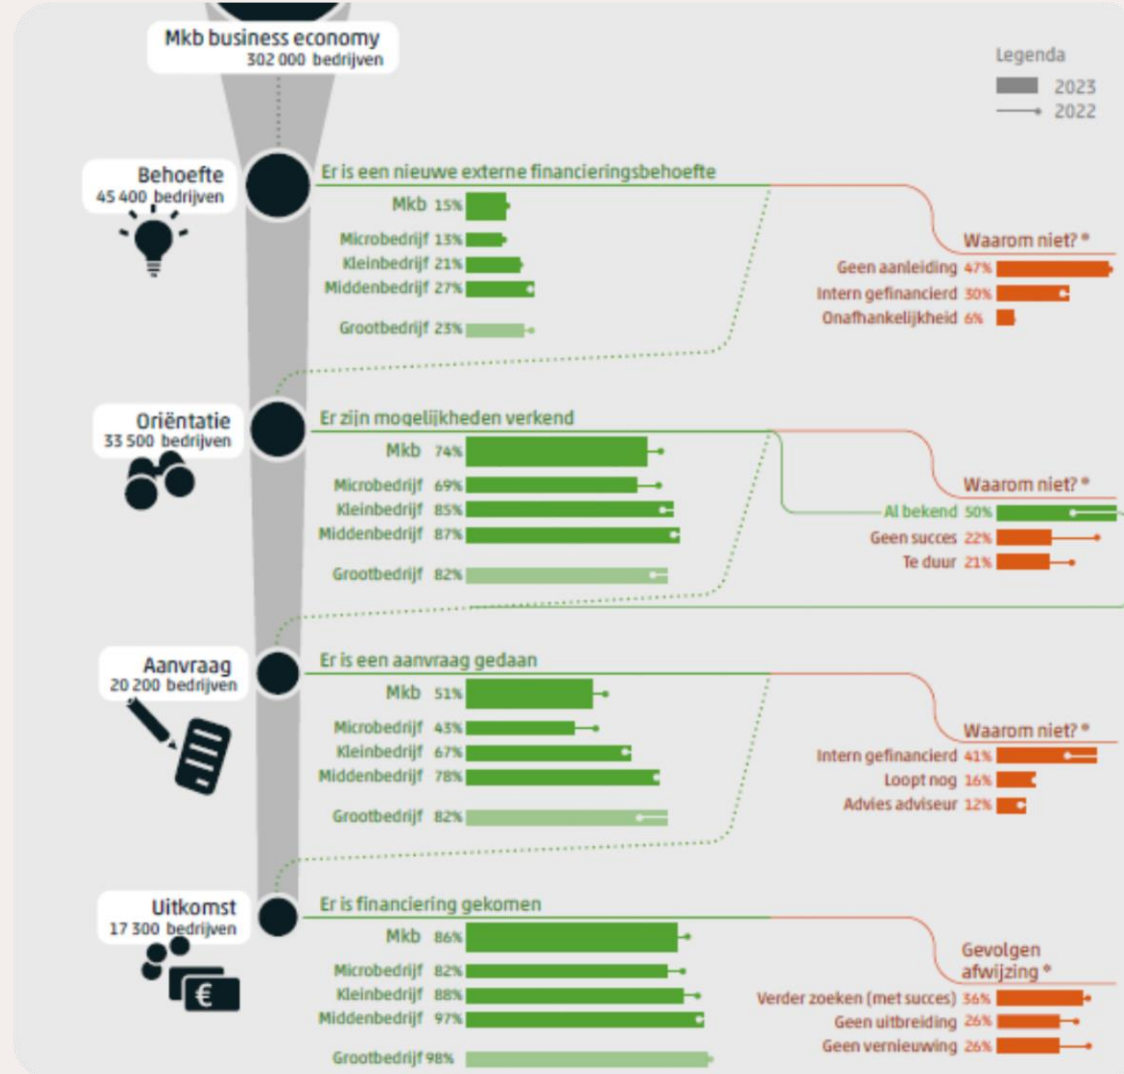 Mkb business economy
302 000 bedrijven
Legenda
2023
2022
Behoefte
45 400 bedrijven
Er is een nieuwe externe financieringsbehoefte
Mkb 15%
Microbedrijf 13%
Kleinbedrijf 21%
Middenbedrijf 27%
Grootbedrijf 23%
Waarom niet? *
Geen aanleiding 47%
Intern gefinancierd 30%
Onafhankelijkheid 6%
Oriëntatie
33 500 bedrijven
Er zijn mogelijkheden verkend
Mkb 74%
Microbedrijf 69%
Kleinbedrijf 85%
Middenbedrijf 87%
Grootbedrijf 82%
Waarom niet? *
Al bekend 50%
Geen succes 22%
Te duur 21%
Aanvraag
20 200 bedrijven
Er is een aanvraag gedaan
Mkb 51%
Microbedrijf 43%
Kleinbedrijf 67%
Middenbedrijf 78%
Grootbedrijf 82%
Waarom niet? *
Intern gefinancierd 41%
Loopt nog 16%
Advies adviseur 12%
Uitkomst
17 300 bedrijven
€
Er is financiering gekomen
Mkb 86%
Microbedrijf 82%
Kleinbedrijf 88%
Middenbedrijf 97%
Grootbedrijf 98%
Gevolgen
afwijzing *
Verder zoeken (met succes) 36%
Geen uitbreiding 26%
Geen vernieuwing 26%